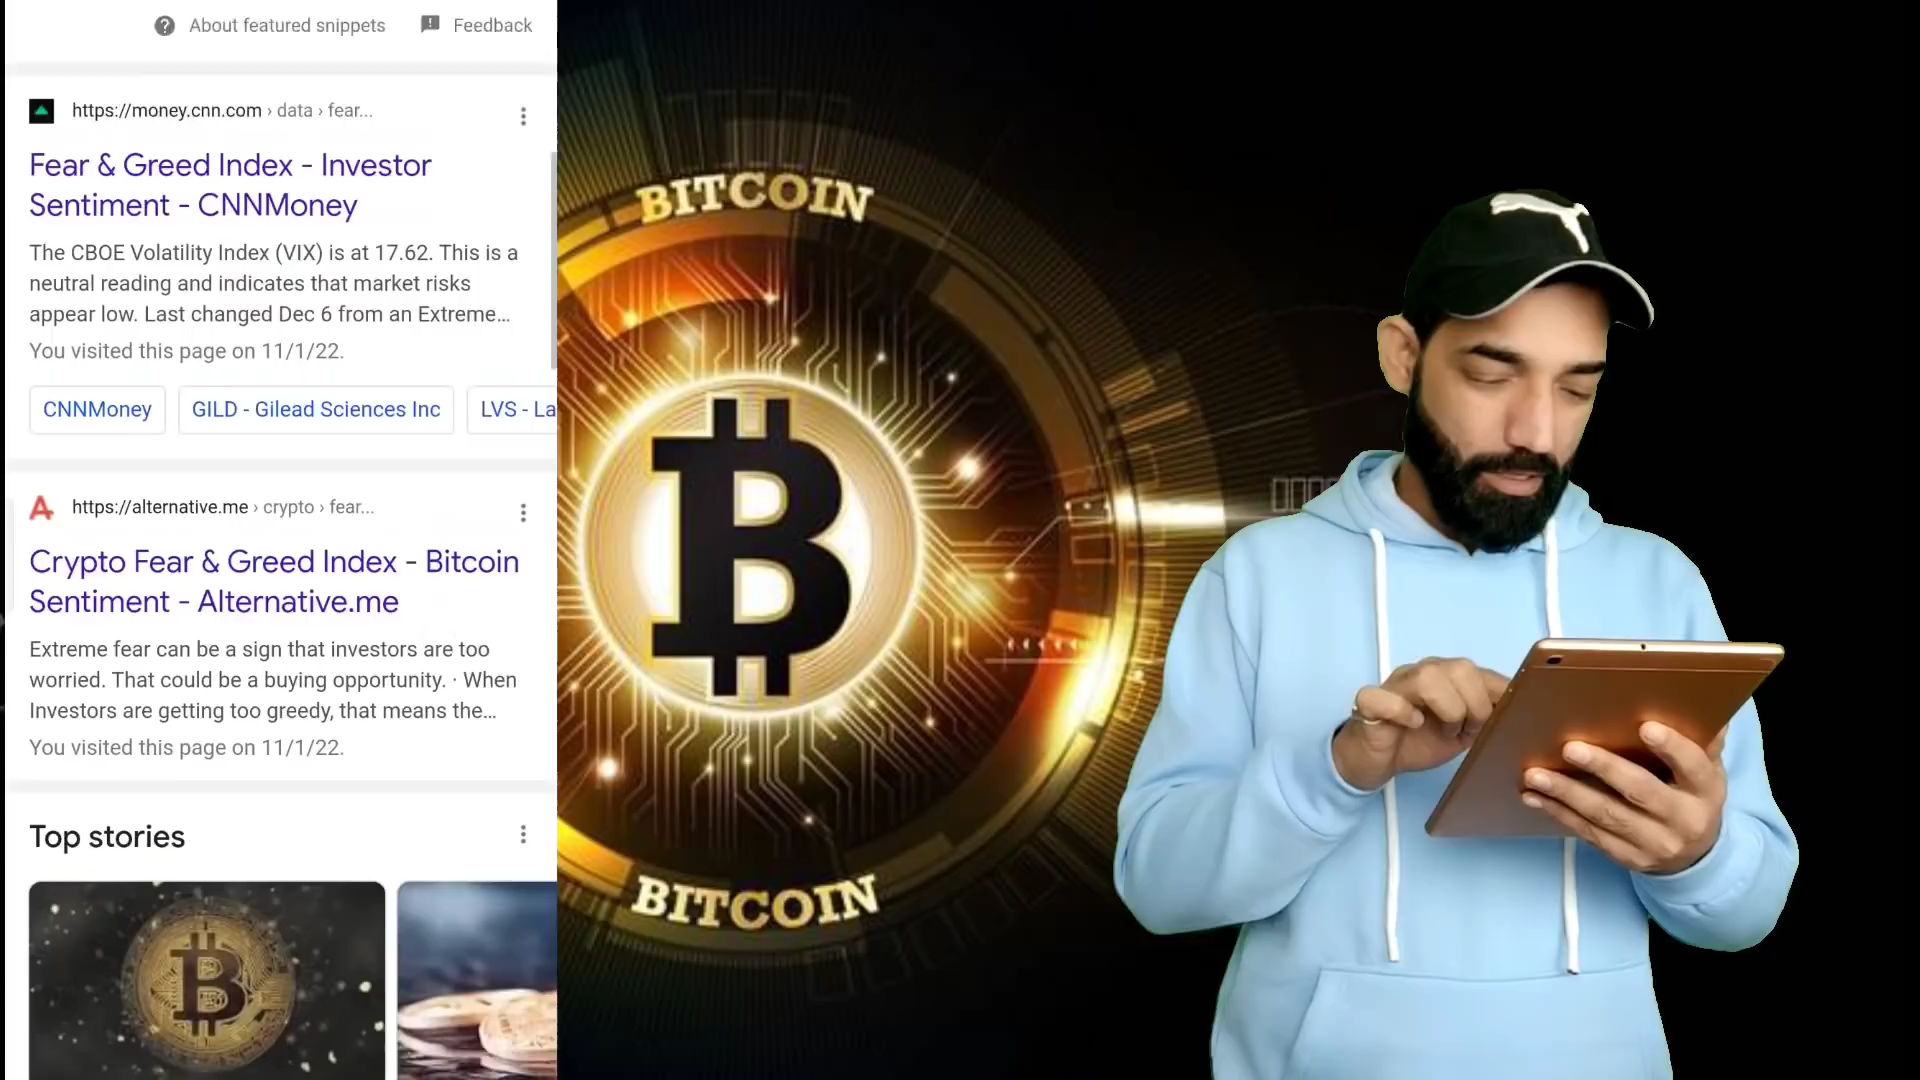 About featured snippets Feedback
https://money.cnn.com › data › fear...
Fear & Greed Index - Investor
Sentiment - CNNMoney
The CBOE Volatility Index (VIX) is at 17.62. This is a
neutral reading and indicates that market risks
appear low. Last changed Dec 6 from an Extreme...
You visited this page on 11/1/22.
CNNMoney GILD - Gilead Sciences Inc LVS - La
https://alternative.me › crypto › fear...
Crypto Fear & Greed Index - Bitcoin
Sentiment - Alternative.me
Extreme fear can be a sign that investors are too
worried. That could be a buying opportunity. · When
Investors are getting too greedy, that means the...
You visited this page on 11/1/22.
Top stories
BITCOIN
BITCOIN